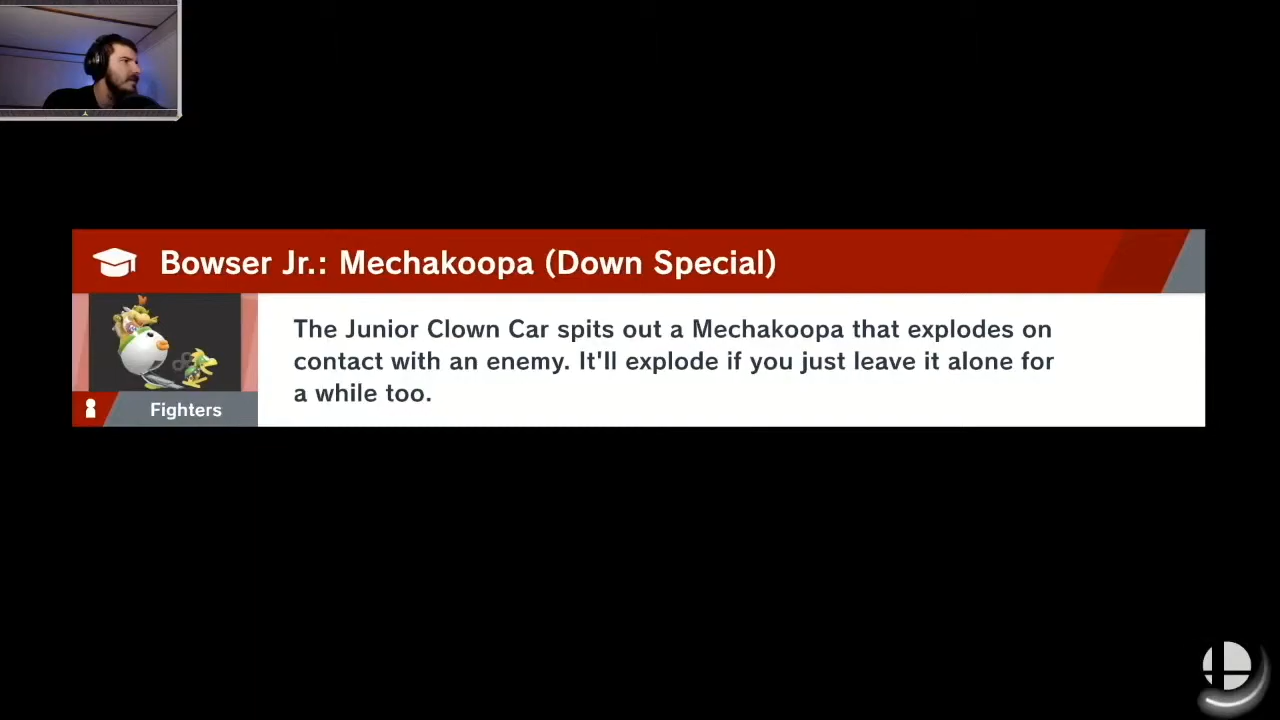 Bowser Jr.: Mechakoopa (Down Special)
The Junior Clown Car spits out a Mechakoopa that explodes on
contact with an enemy. It'll explode if you just leave it alone for
a while too.
Fighters